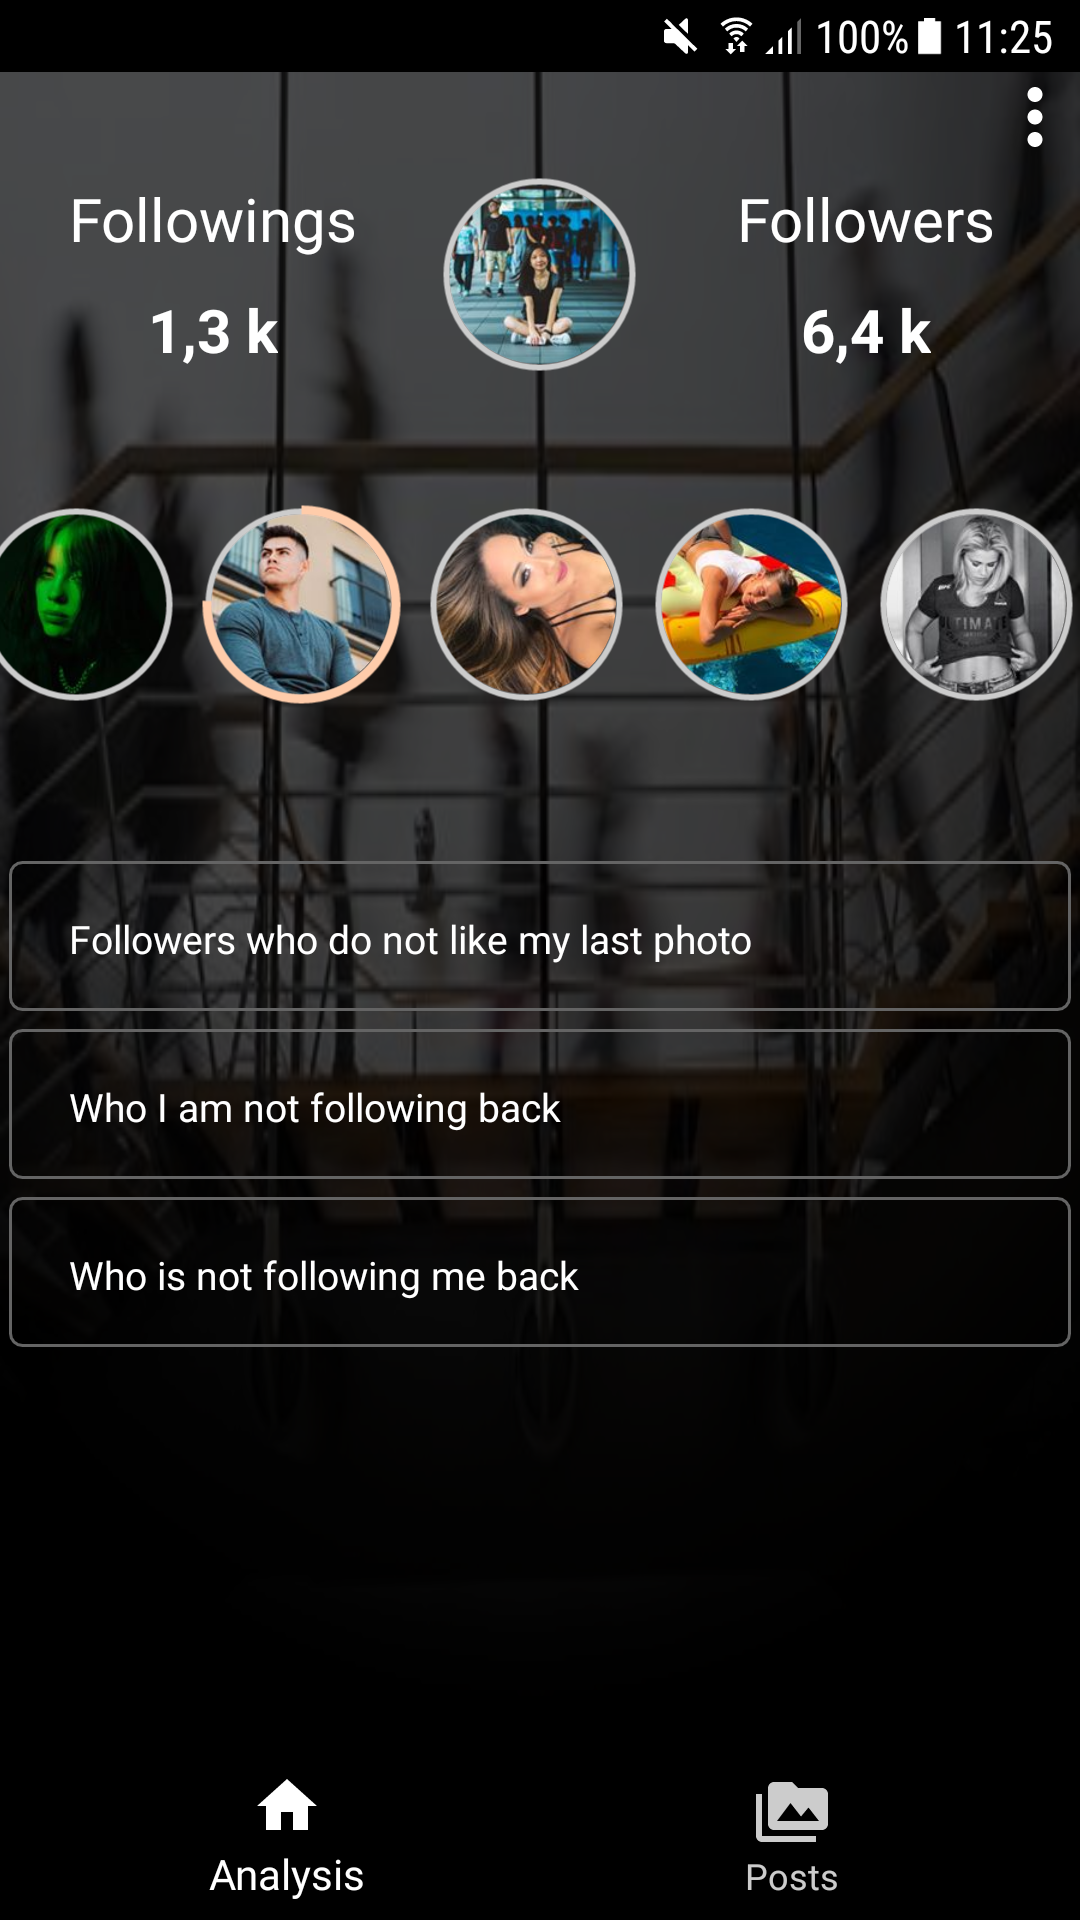 100% 11:25
Followings
Followers
1,3 k
6,4 k
ULTIMATE
Followers who do not like my last photo
Who I am not following back
Who is not following me back
Analysis
Posts